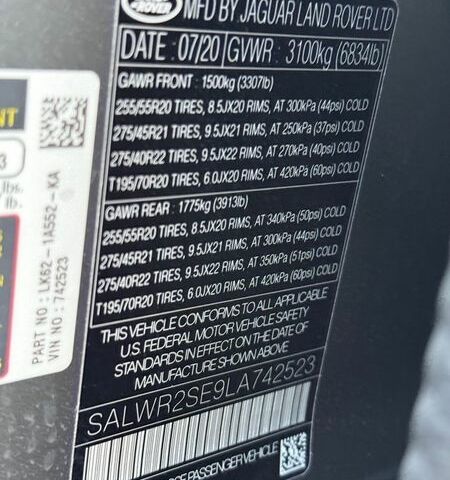 ROVER
MFD BY JAGUAR LAND ROVER LTD
DATE: 07/20 GVWR: 3100kg (6834lb)
GAWR FRONT: 1500kg (3307lb)
255/55R20 TIRES, 8.5JX20 RIMS, AT 300kPa (44psi) COLD
275/45R21 TIRES, 9.5JX21 RIMS, AT 250kPa (37psi) COLD
275/40R22 TIRES, 9.5JX22 RIMS, AT 270kPa (40psi) COLD
T195/70R20 TIRES, 6.0JX20 RIMS, AT 420kPa (60psi) COLD
GAWR REAR: 1775kg (3913lb)
255/55R20 TIRES, 8.5JX20 RIMS, AT 340kPa (50psi) COLD
275/45R21 TIRES, 9.5JX21 RIMS, AT 300kPa (44psi) COLD
275/40R22 TIRES, 9.5JX22 RIMS, AT 350kPa (51psi) COLD
T195/70R20 TIRES, 6.0JX20 RIMS, AT 420kPa (60psi) COLD
THIS VEHICLE CONFORMS TO ALL APPLICABLE
U.S. FEDERAL MOTOR VEHICLE SAFETY
STANDARDS IN EFFECT ON THE DATE OF
MANUFACTURE SHOWN ABOVE.
SALWR2SE9LA742523
PASSENGER VEHICLE
PART NO: LK62-1A552-KA
VIN NO: 742523
NT
3
lbs.
lb.